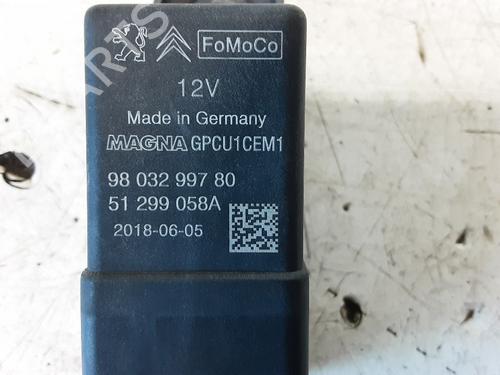 FoMoCo
12V
Made in Germany
MAGNA GPCU1CEM1
98 032 997 80
51 299 058A
2018-06-05